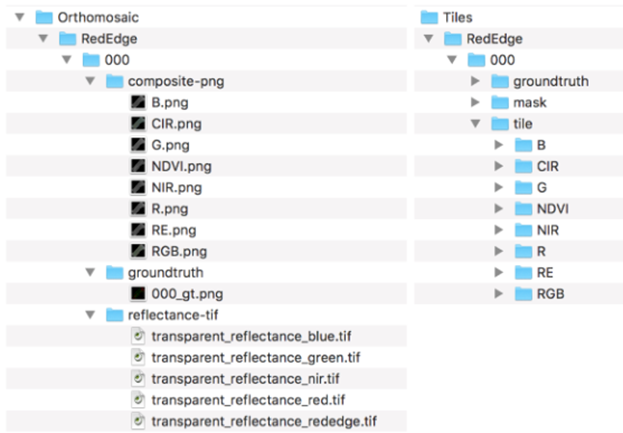 Orthomosaic
RedEdge
000
composite-png
B.png
CIR.png
G.png
NDVI.png
NIR.png
R.png
RE.png
RGB.png
groundtruth
000_gt.png
reflectance-tif
transparent_reflectance_blue.tif
transparent_reflectance_green.tif
transparent_reflectance_nir.tif
transparent_reflectance_red.tif
transparent_reflectance_rededge.tif
Tiles
RedEdge
000
groundtruth
mask
tile
B
CIR
G
NDVI
NIR
R
RE
RGB